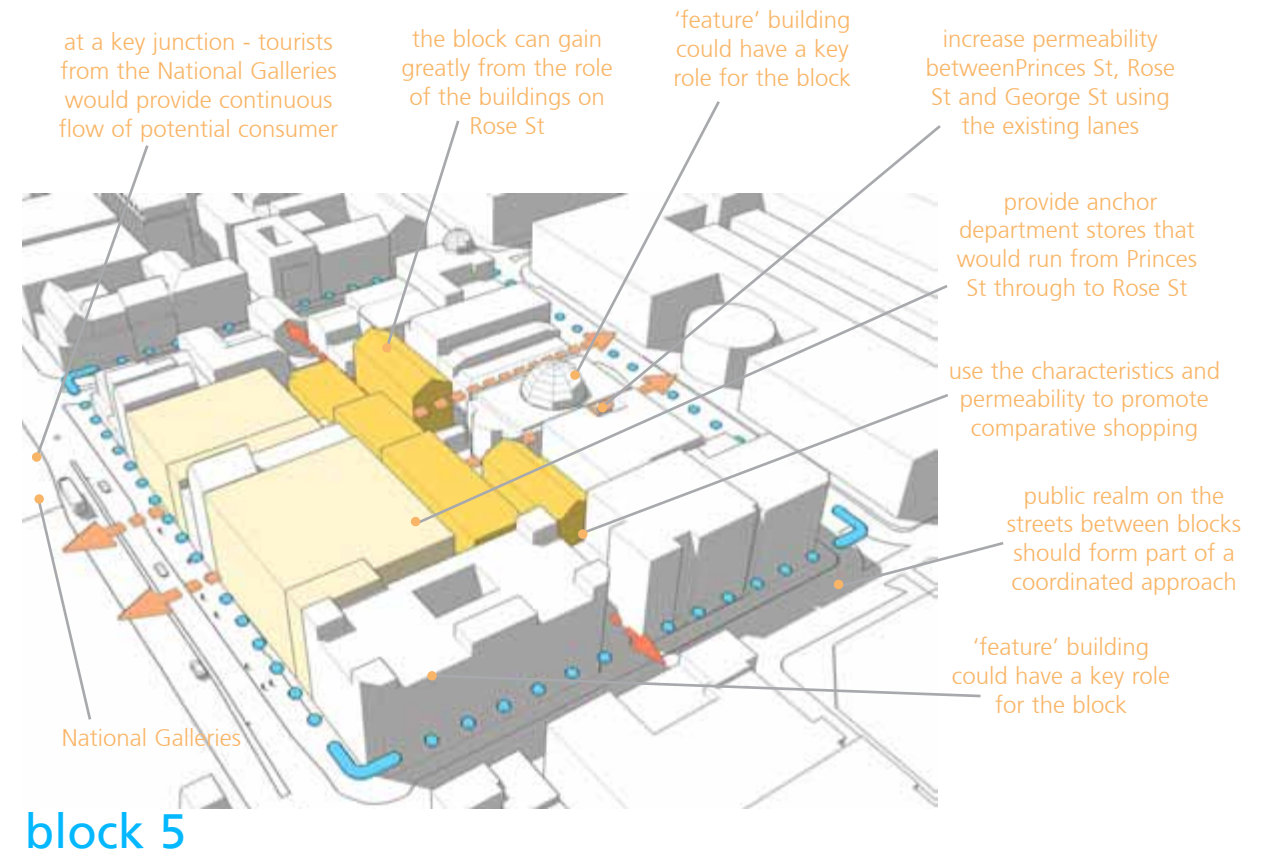 at a key junction - tourists
from the National Galleries
would provide continuous
flow of potential consumer
the block can gain
greatly from the role
of the buildings on
Rose St
‘feature’ building
could have a key
role for the block
increase permeability
betweenPrinces St, Rose
St and George St using
the existing lanes
provide anchor
department stores that
would run from Princes
St through to Rose St
use the characteristics and
permeability to promote
comparative shopping
public realm on the
streets between blocks
should form part of a
coordinated approach
‘feature’ building
could have a key role
for the block
National Galleries
block 5